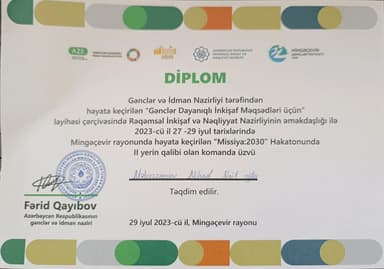 DİPLOM
Gənclər və İdman Nazirliyi tərəfindən
həyata keçirilən "Gənclər Dayanıqlı İnkişaf Məqsədləri üçün"
layihəsi çərçivəsində Rəqəmsal İnkişaf və Nəqliyyat Nazirliyinin əməkdaşlığı ilə
2023-cü il 27 -29 iyul tarixlərində
Mingəçevir rayonunda həyata keçirilən "Missiya:2030" Hakatonunda
II yerin qalibi olan komanda üzvü
Təqdim edilir.
Fərid Qayıbov
Azərbaycan Respublikasının
gənclər və idman naziri
29 iyul 2023-cü il, Mingəçevir rayonu